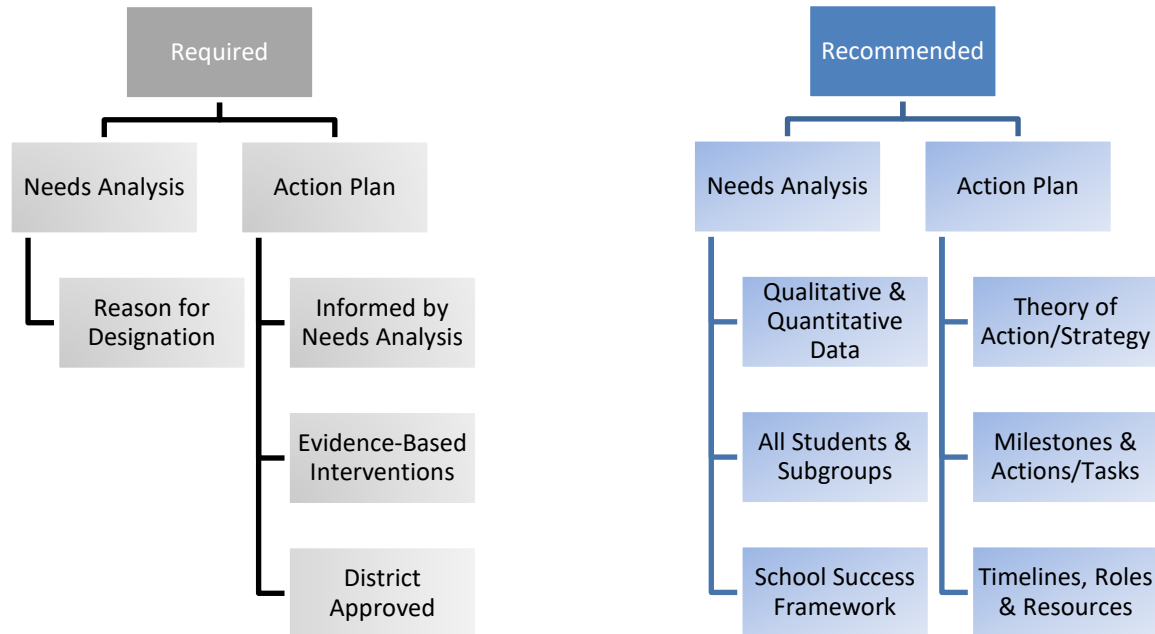 Required
Needs Analysis
Action Plan
Reason for
Designation
Informed by
Needs Analysis
Evidence-Based
Interventions
District
Approved
Recommended
Needs Analysis
Action Plan
Qualitative &
Quantitative
Data
All Students &
Subgroups
School Success
Framework
Theory of
Action/Strategy
Milestones &
Actions/Tasks
Timelines, Roles
& Resources